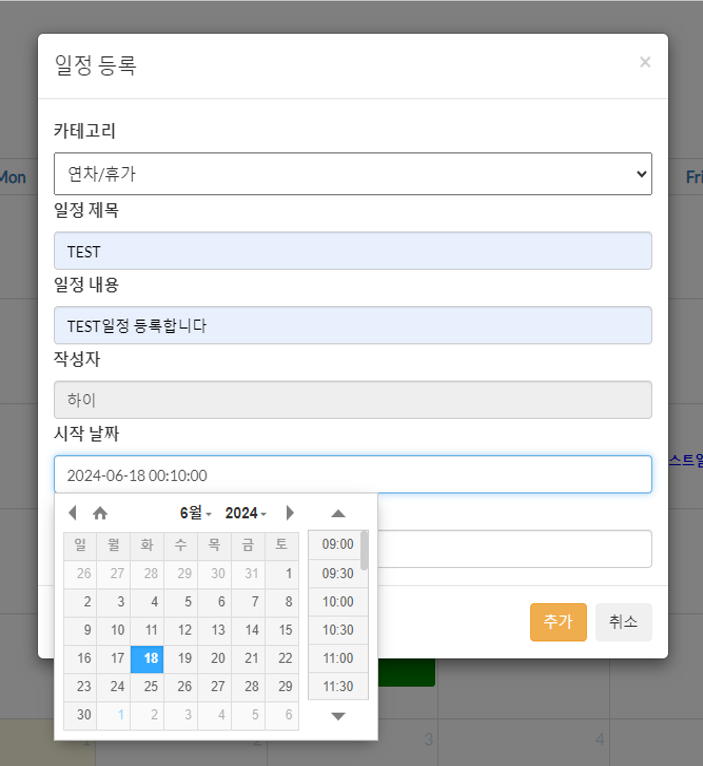 일정 등록
×
Mon
Fri
카테고리
연차/휴가
일정 제목
TEST
일정 내용
TEST일정 등록합니다
작성자
하이
시작 날짜
스트일
2024-06-18 00:10:00
6월 2024
일 월 화 수 목 금 토
26 27 28 29 30 31 1
2 3 4 5 6 7 8
9 10 11 12 13 14 15
16 17 18 19 20 21 22
23 24 25 26 27 28 29
30 1 2 3 4 5 6
09:00
09:30
10:00
10:30
11:00
11:30
추가 취소
1 2 3 4